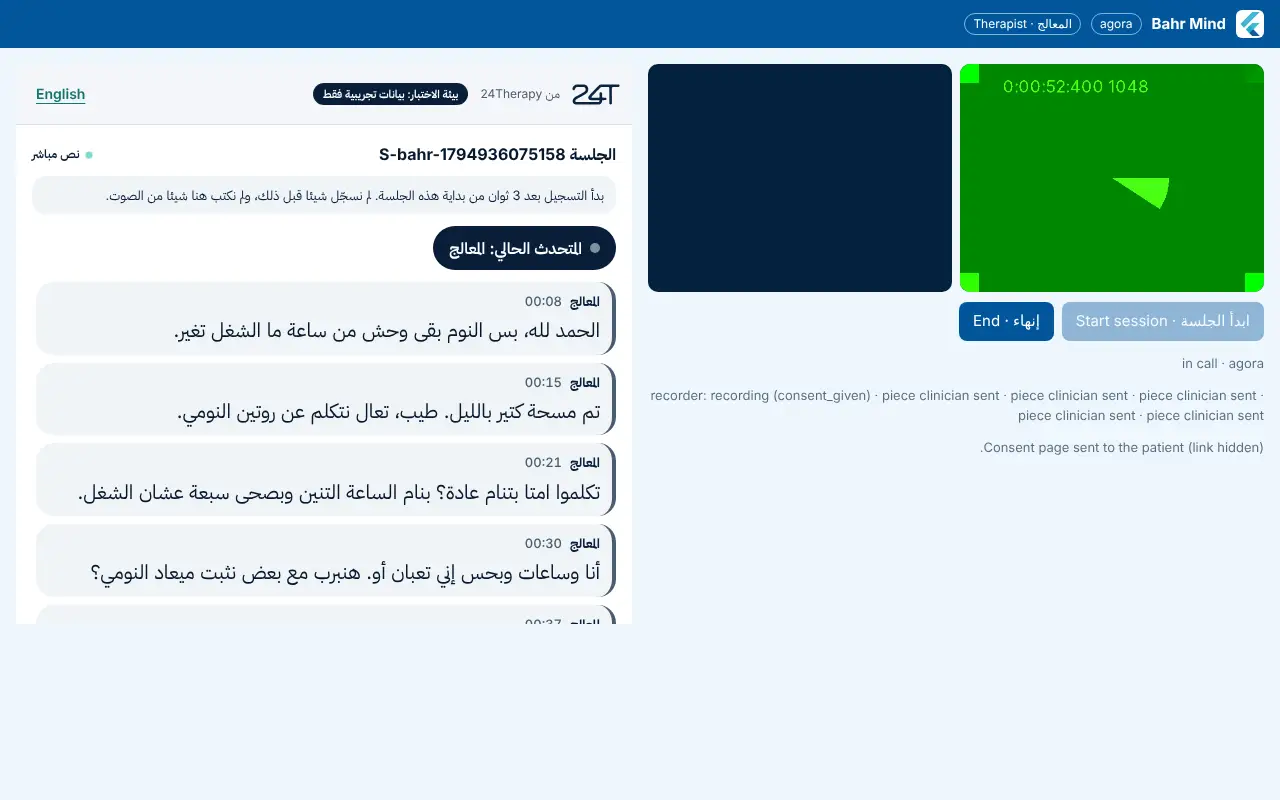 Bahr Mind
agora
Therapist · المعالج
0:00:52:400 1048
ابدأ الجلسة · Start session
إنهاء · End
in call · agora
recorder: recording (consent_given) · piece clinician sent · piece clinician sent · piece clinician sent ·
piece clinician sent · piece clinician sent
Consent page sent to the patient (link hidden).
24T
من 24Therapy
بيئة الاختبار: بيانات تجريبية فقط
English
الجلسة S-bahr-1794936075158
نص مباشر
بدأ التسجيل بعد 3 ثوان من بداية هذه الجلسة. لم نسجّل شيئا قبل ذلك، ولم نكتب هنا شيئا من الصوت.
المتحدث الحالي: المعالج
المعالج 00:08
الحمد لله، بس النوم بقى وحش من ساعة ما الشغل تغير.
المعالج 00:15
تم مسحة كتير بالليل. طيب، تعال نتكلم عن روتين النومي.
المعالج 00:21
تكلموا امتا بتنام عادة؟ بنام الساعة التنين وبصحى سبعة عشان الشغل.
المعالج 00:30
أنا وساعات وبحس إني تعبان أو. هنبرب مع بعض نثبت ميعاد النومي؟
المعالج 00:37